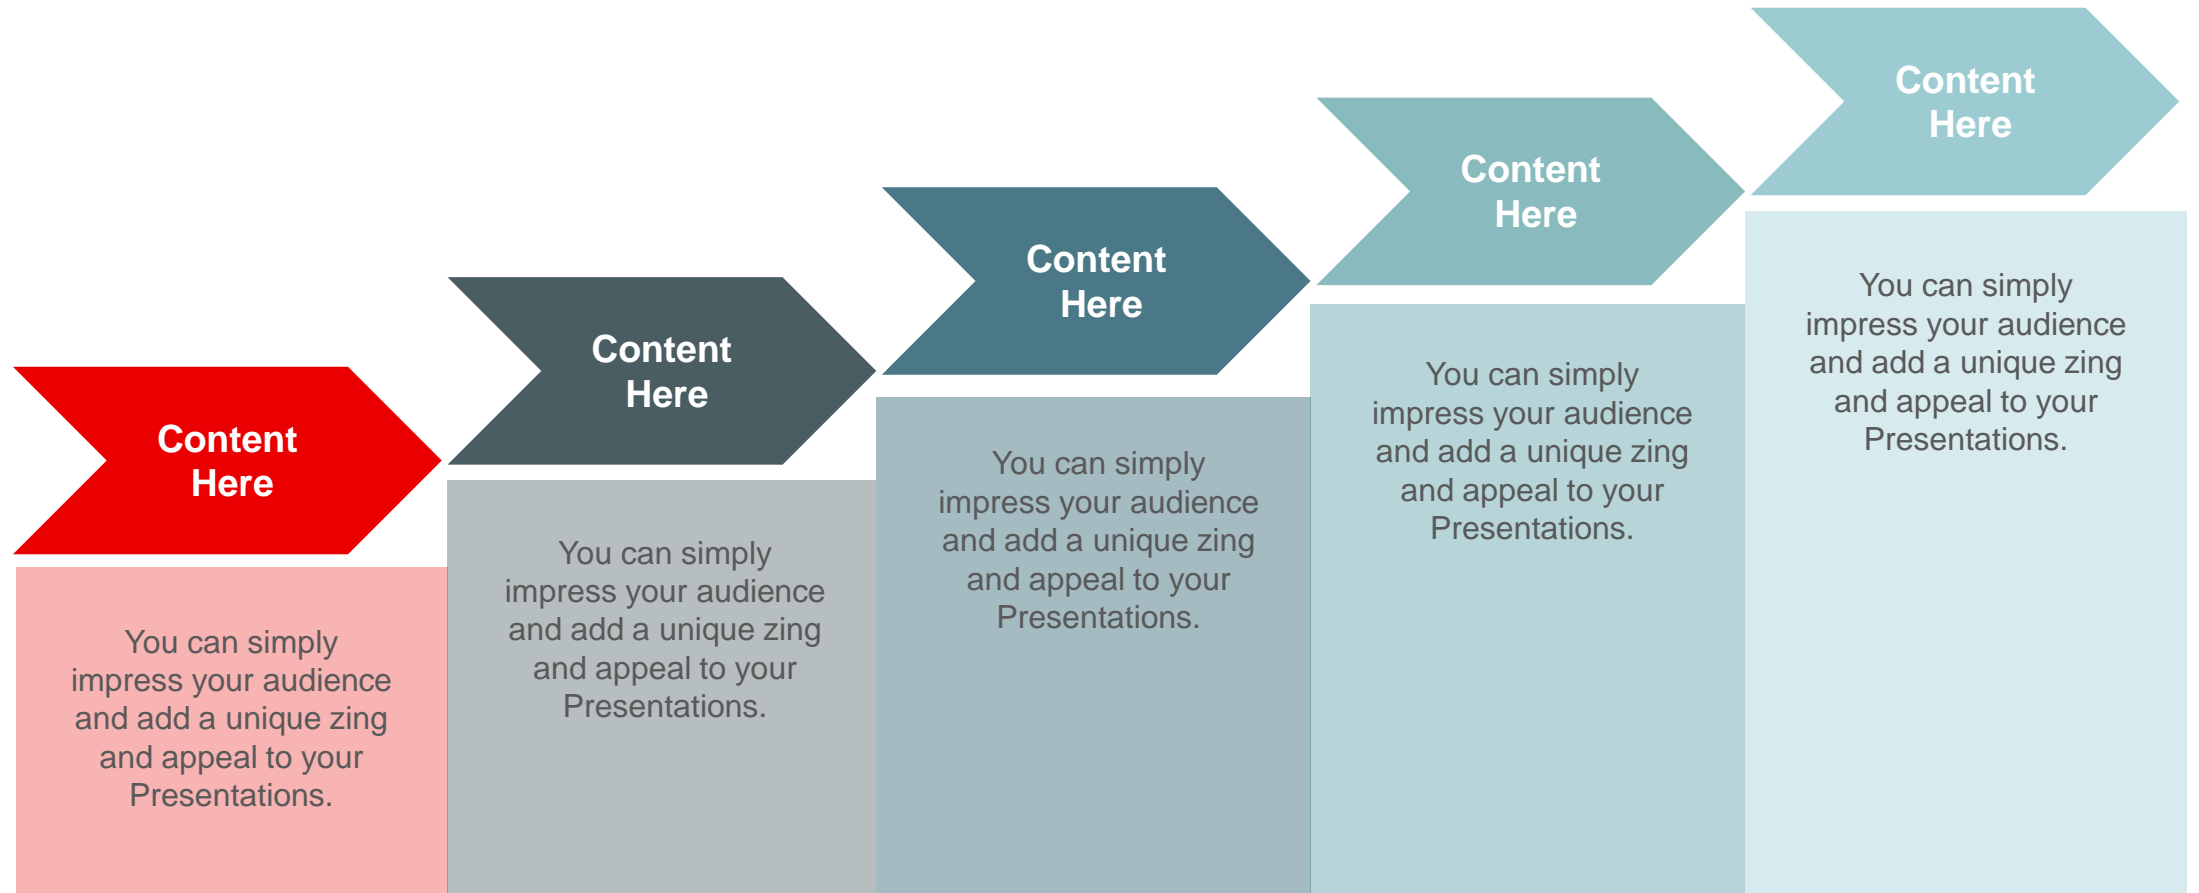 Content
Here
You can simply
impress your audience
and add a unique zing
and appeal to your
Presentations.
Content
Here
You can simply
impress your audience
and add a unique zing
and appeal to your
Presentations.
Content
Here
You can simply
impress your audience
and add a unique zing
and appeal to your
Presentations.
Content
Here
You can simply
impress your audience
and add a unique zing
and appeal to your
Presentations.
Content
Here
You can simply
impress your audience
and add a unique zing
and appeal to your
Presentations.